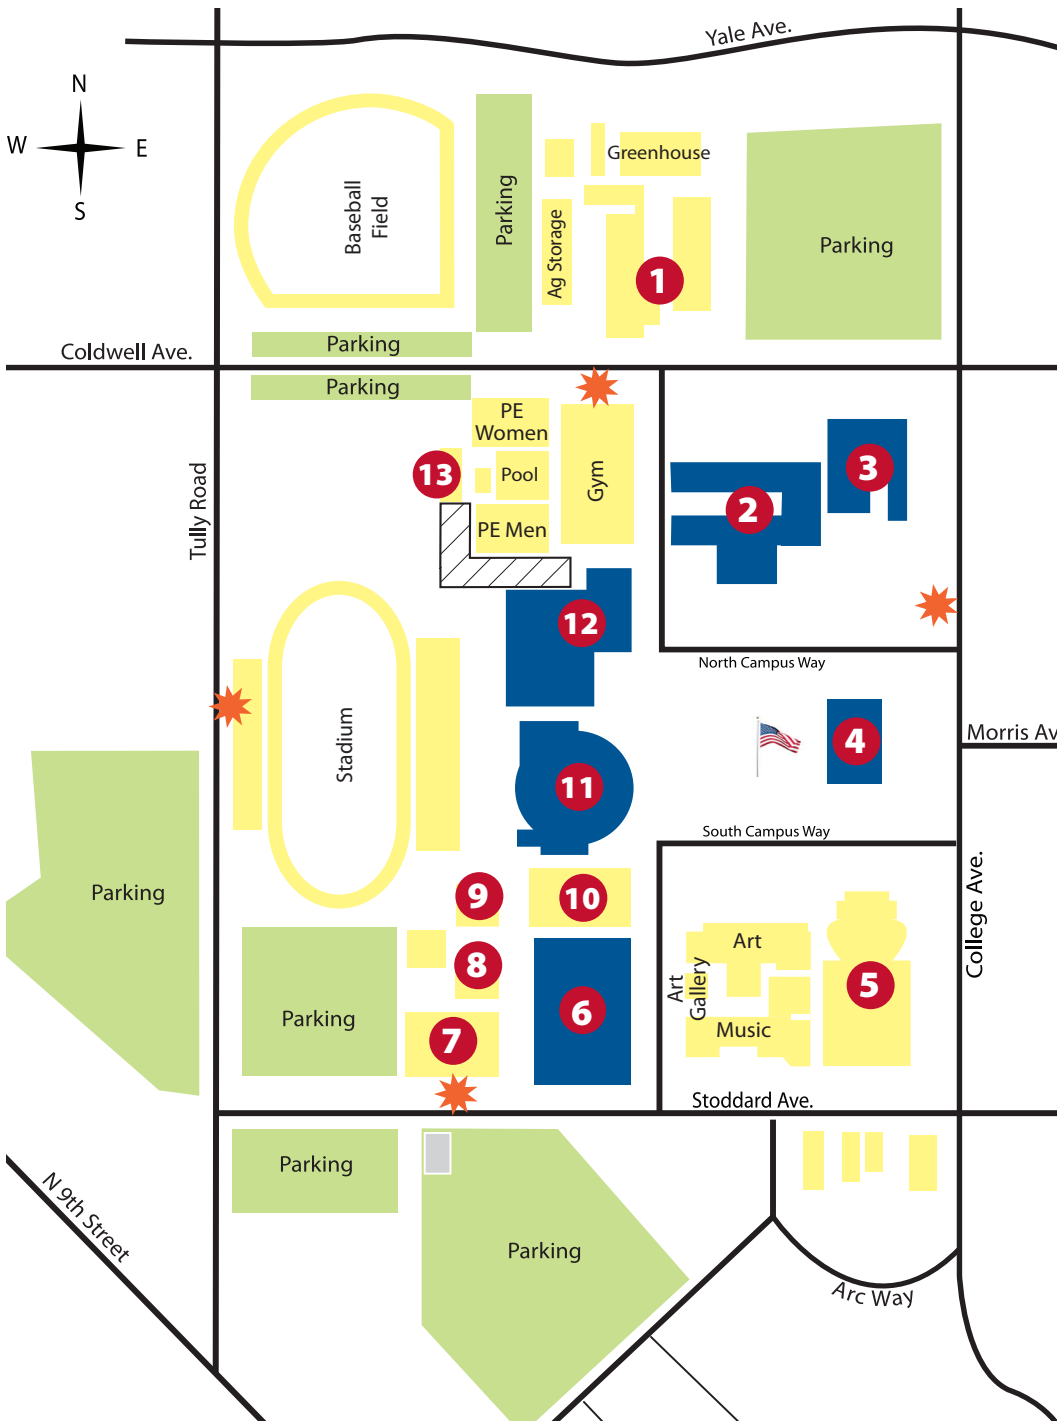 Yale Ave.
N
W
E
S
Greenhouse
Baseball
Field
Parking
Ag Storage
Parking
1
Parking
Coldwell Ave.
Parking
PE
Women
Tully Road
13
Pool
Gym
3
2
PE Men
12
North Campus Way
Stadium
4
Morris Av
11
South Campus Way
Parking
9
10
College Ave.
Art
8
Art
Gallery
5
6
Parking
7
Music
Stoddard Ave.
Parking
N 9th Street
Parking
Arc Way